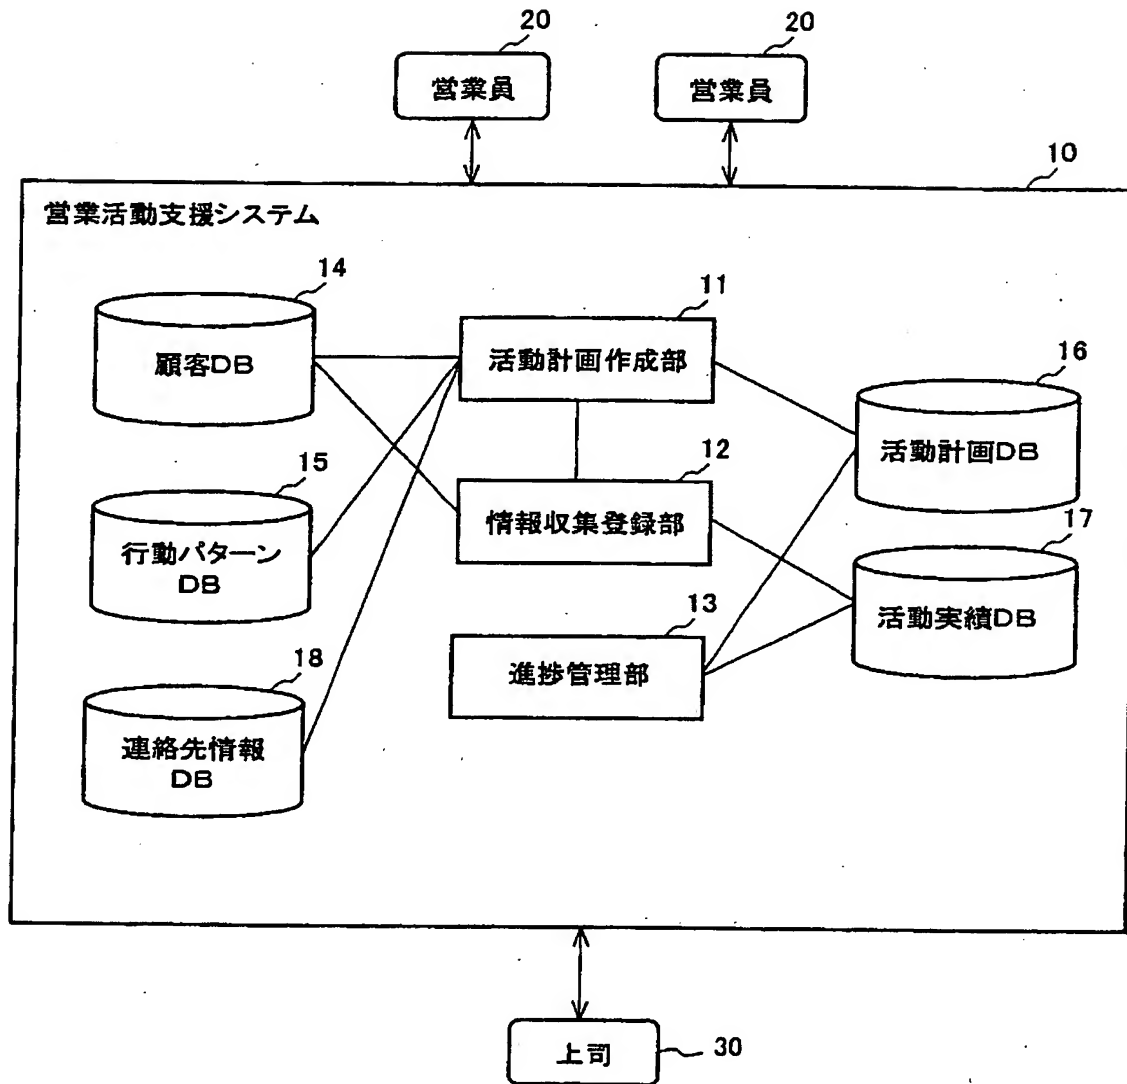 20
20
営業員
営業員
10
営業活動支援システム
14
11
顧客DB
活動計画作成部
16
活動計画DB
15
12
行動パターン
DB
情報収集登録部
17
活動実績DB
13
進捗管理部
18
連絡先情報
DB
上司
30